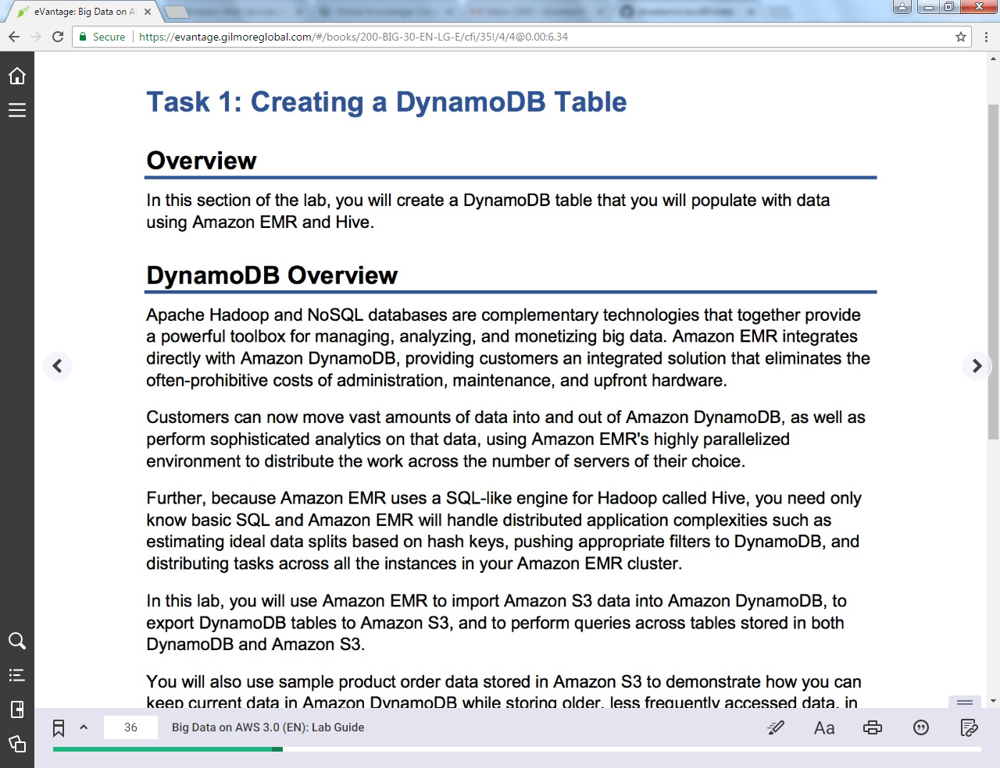 eVantage: Big Data on A
Secure
https://evantage.gilmoreglobal.com/#/books/200-BIG-30-EN-LG-E/cfi/35!/4/4@0.00:6.34
Task 1: Creating a DynamoDB Table
Overview
In this section of the lab, you will create a DynamoDB table that you will populate with data
using Amazon EMR and Hive.
DynamoDB Overview
Apache Hadoop and NoSQL databases are complementary technologies that together provide
a powerful toolbox for managing, analyzing, and monetizing big data. Amazon EMR integrates
directly with Amazon DynamoDB, providing customers an integrated solution that eliminates the
often-prohibitive costs of administration, maintenance, and upfront hardware.
Customers can now move vast amounts of data into and out of Amazon DynamoDB, as well as
perform sophisticated analytics on that data, using Amazon EMR's highly parallelized
environment to distribute the work across the number of servers of their choice.
Further, because Amazon EMR uses a SQL-like engine for Hadoop called Hive, you need only
know basic SQL and Amazon EMR will handle distributed application complexities such as
estimating ideal data splits based on hash keys, pushing appropriate filters to DynamoDB, and
distributing tasks across all the instances in your Amazon EMR cluster.
In this lab, you will use Amazon EMR to import Amazon S3 data into Amazon DynamoDB, to
export DynamoDB tables to Amazon S3, and to perform queries across tables stored in both
DynamoDB and Amazon S3.
You will also use sample product order data stored in Amazon S3 to demonstrate how you can
keep current data in Amazon DynamoDB while storing older, less frequently accessed data, in
36
Big Data on AWS 3.0 (EN): Lab Guide
Aa